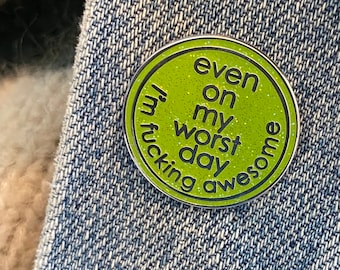 even
on
my
worst
day
I'm fucking awesome